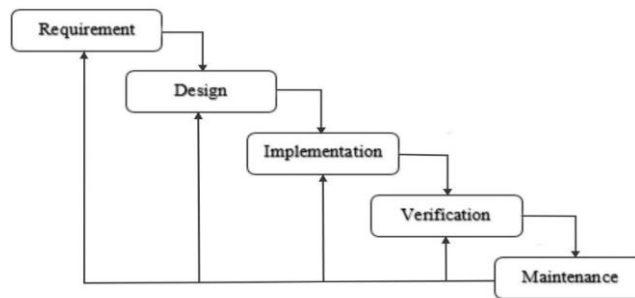 Requirement
Design
Implementation
Verification
Maintenance